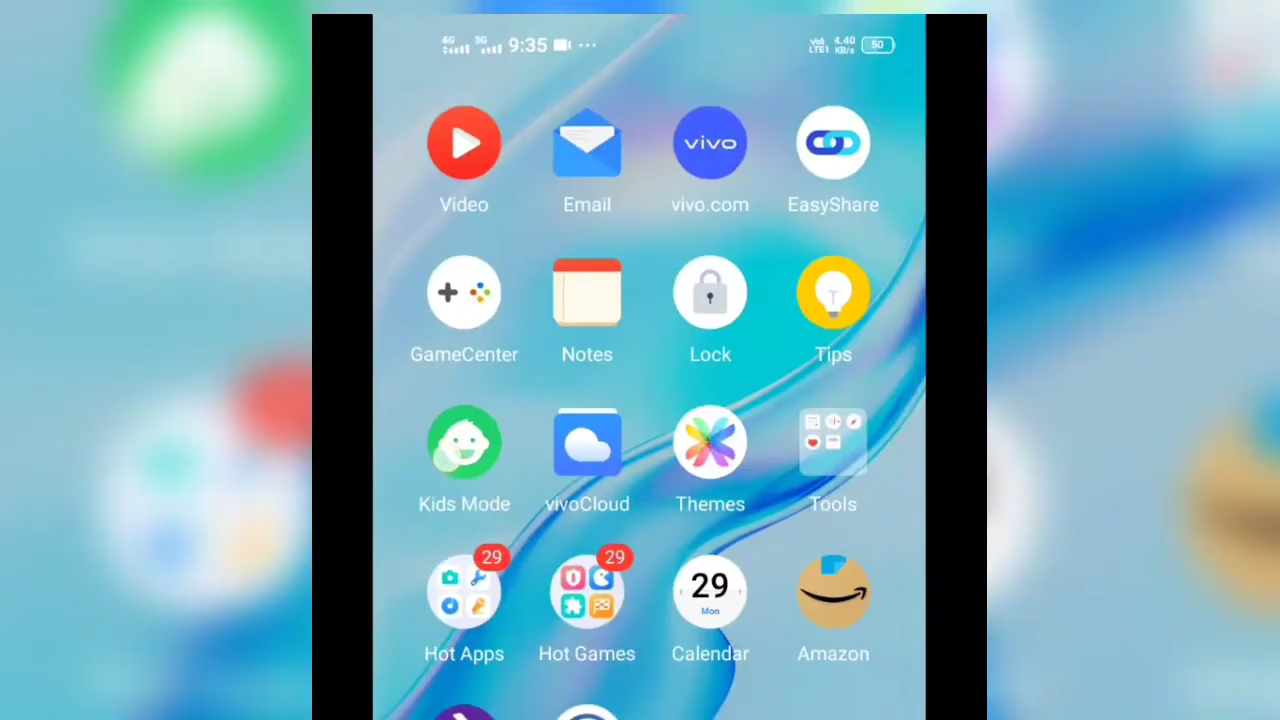 4G 3G 9:35 ... VoLTE1 4.40 KB/s 50
vivo
Video Email vivo.com EasyShare
GameCenter Notes Lock Tips
Kids Mode vivoCloud Themes Tools
29 29 29
Mon
Hot Apps Hot Games Calendar Amazon